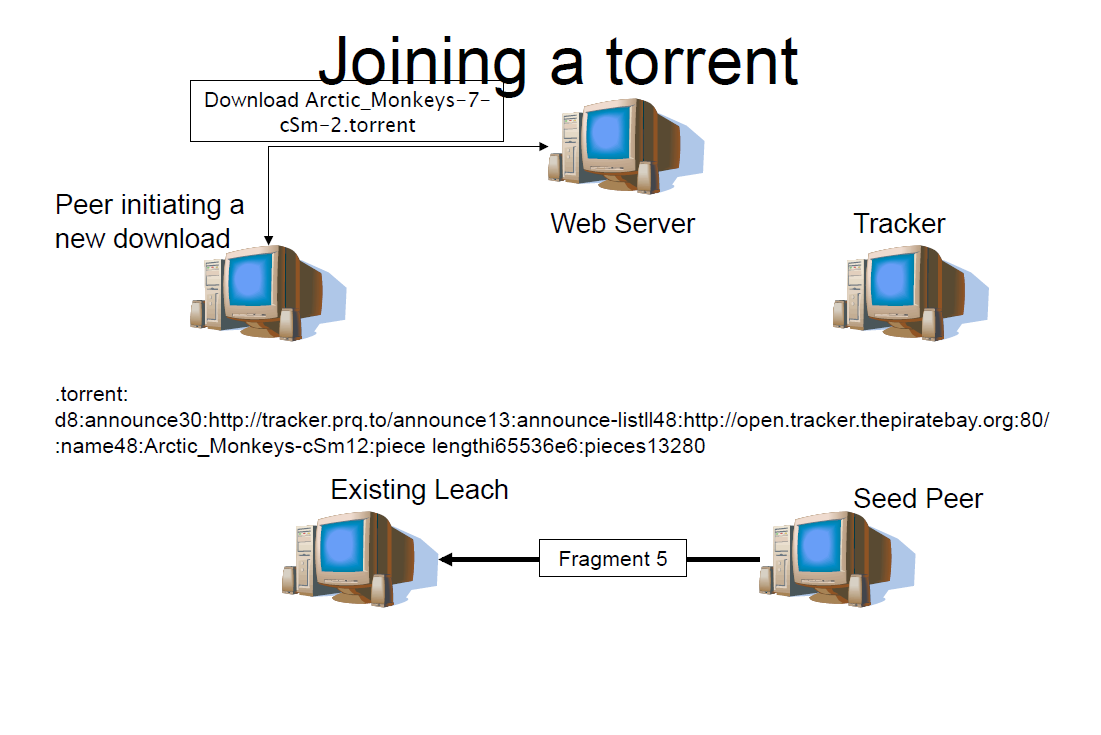 Joining a torrent
Download Arctic_Monkeys-7-
cSm-2.torrent
Peer initiating a
new download
Web Server
Tracker
.torrent:
d8:announce30:http://tracker.prq.to/announce13:announce-listll48:http://open.tracker.thepiratebay.org:80/
:name48:Arctic_Monkeys-cSm12:piece lengthi65536e6:pieces13280
Existing Leach
Seed Peer
Fragment 5